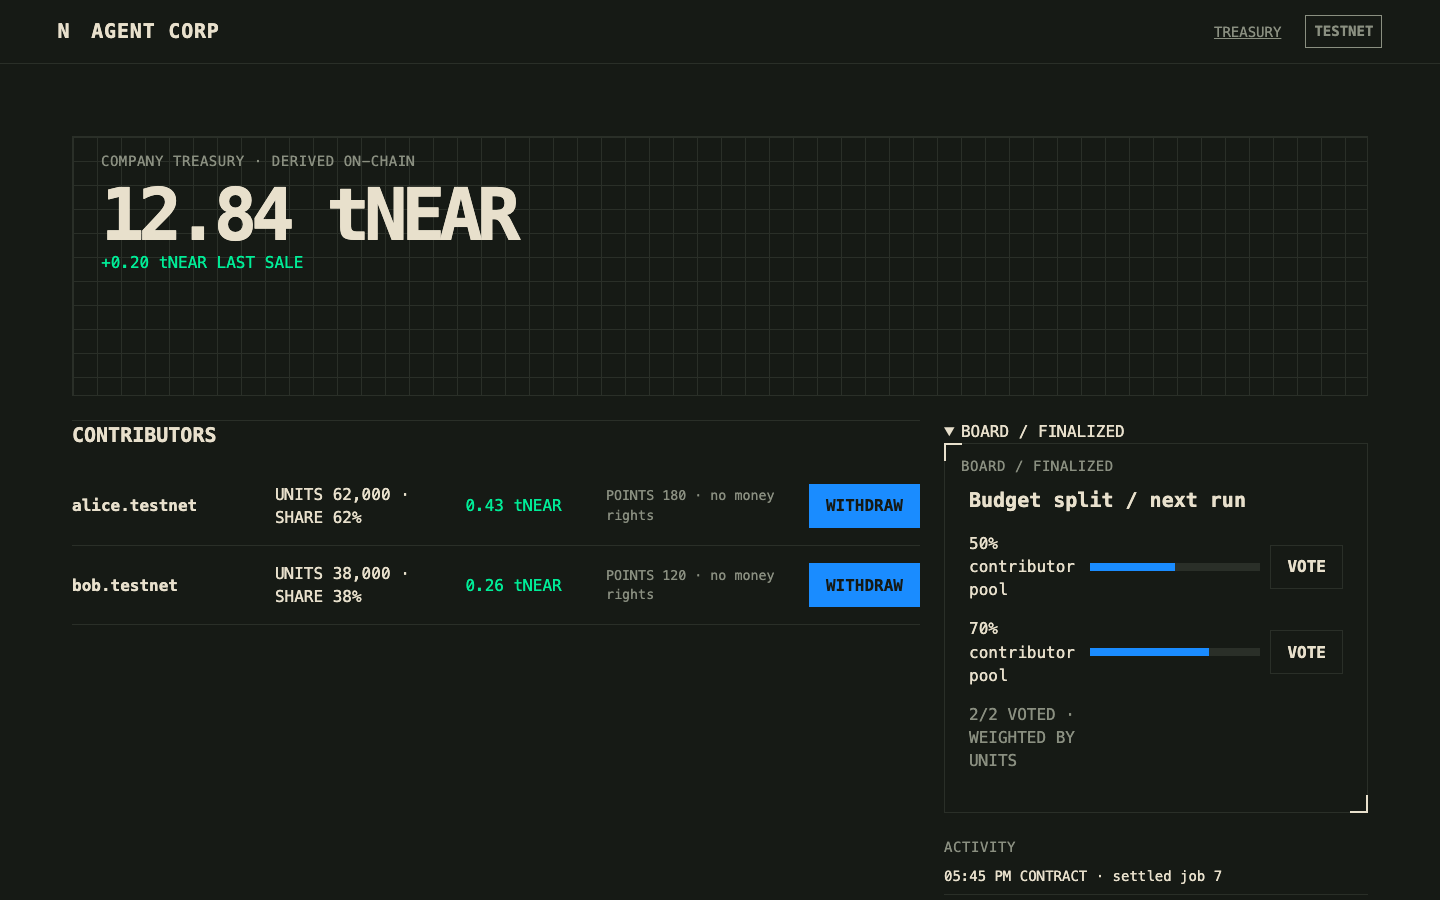 N AGENT CORP
TREASURY
TESTNET
COMPANY TREASURY · DERIVED ON-CHAIN
12.84 tNEAR
+0.20 tNEAR LAST SALE
CONTRIBUTORS
alice.testnet
UNITS 62,000 ·
SHARE 62%
0.43 tNEAR
POINTS 180 · no money
rights
WITHDRAW
bob.testnet
UNITS 38,000 ·
SHARE 38%
0.26 tNEAR
POINTS 120 · no money
rights
WITHDRAW
▼ BOARD / FINALIZED
BOARD / FINALIZED
Budget split / next run
50%
contributor
pool
VOTE
70%
contributor
pool
VOTE
2/2 VOTED ·
WEIGHTED BY
UNITS
ACTIVITY
05:45 PM CONTRACT · settled job 7